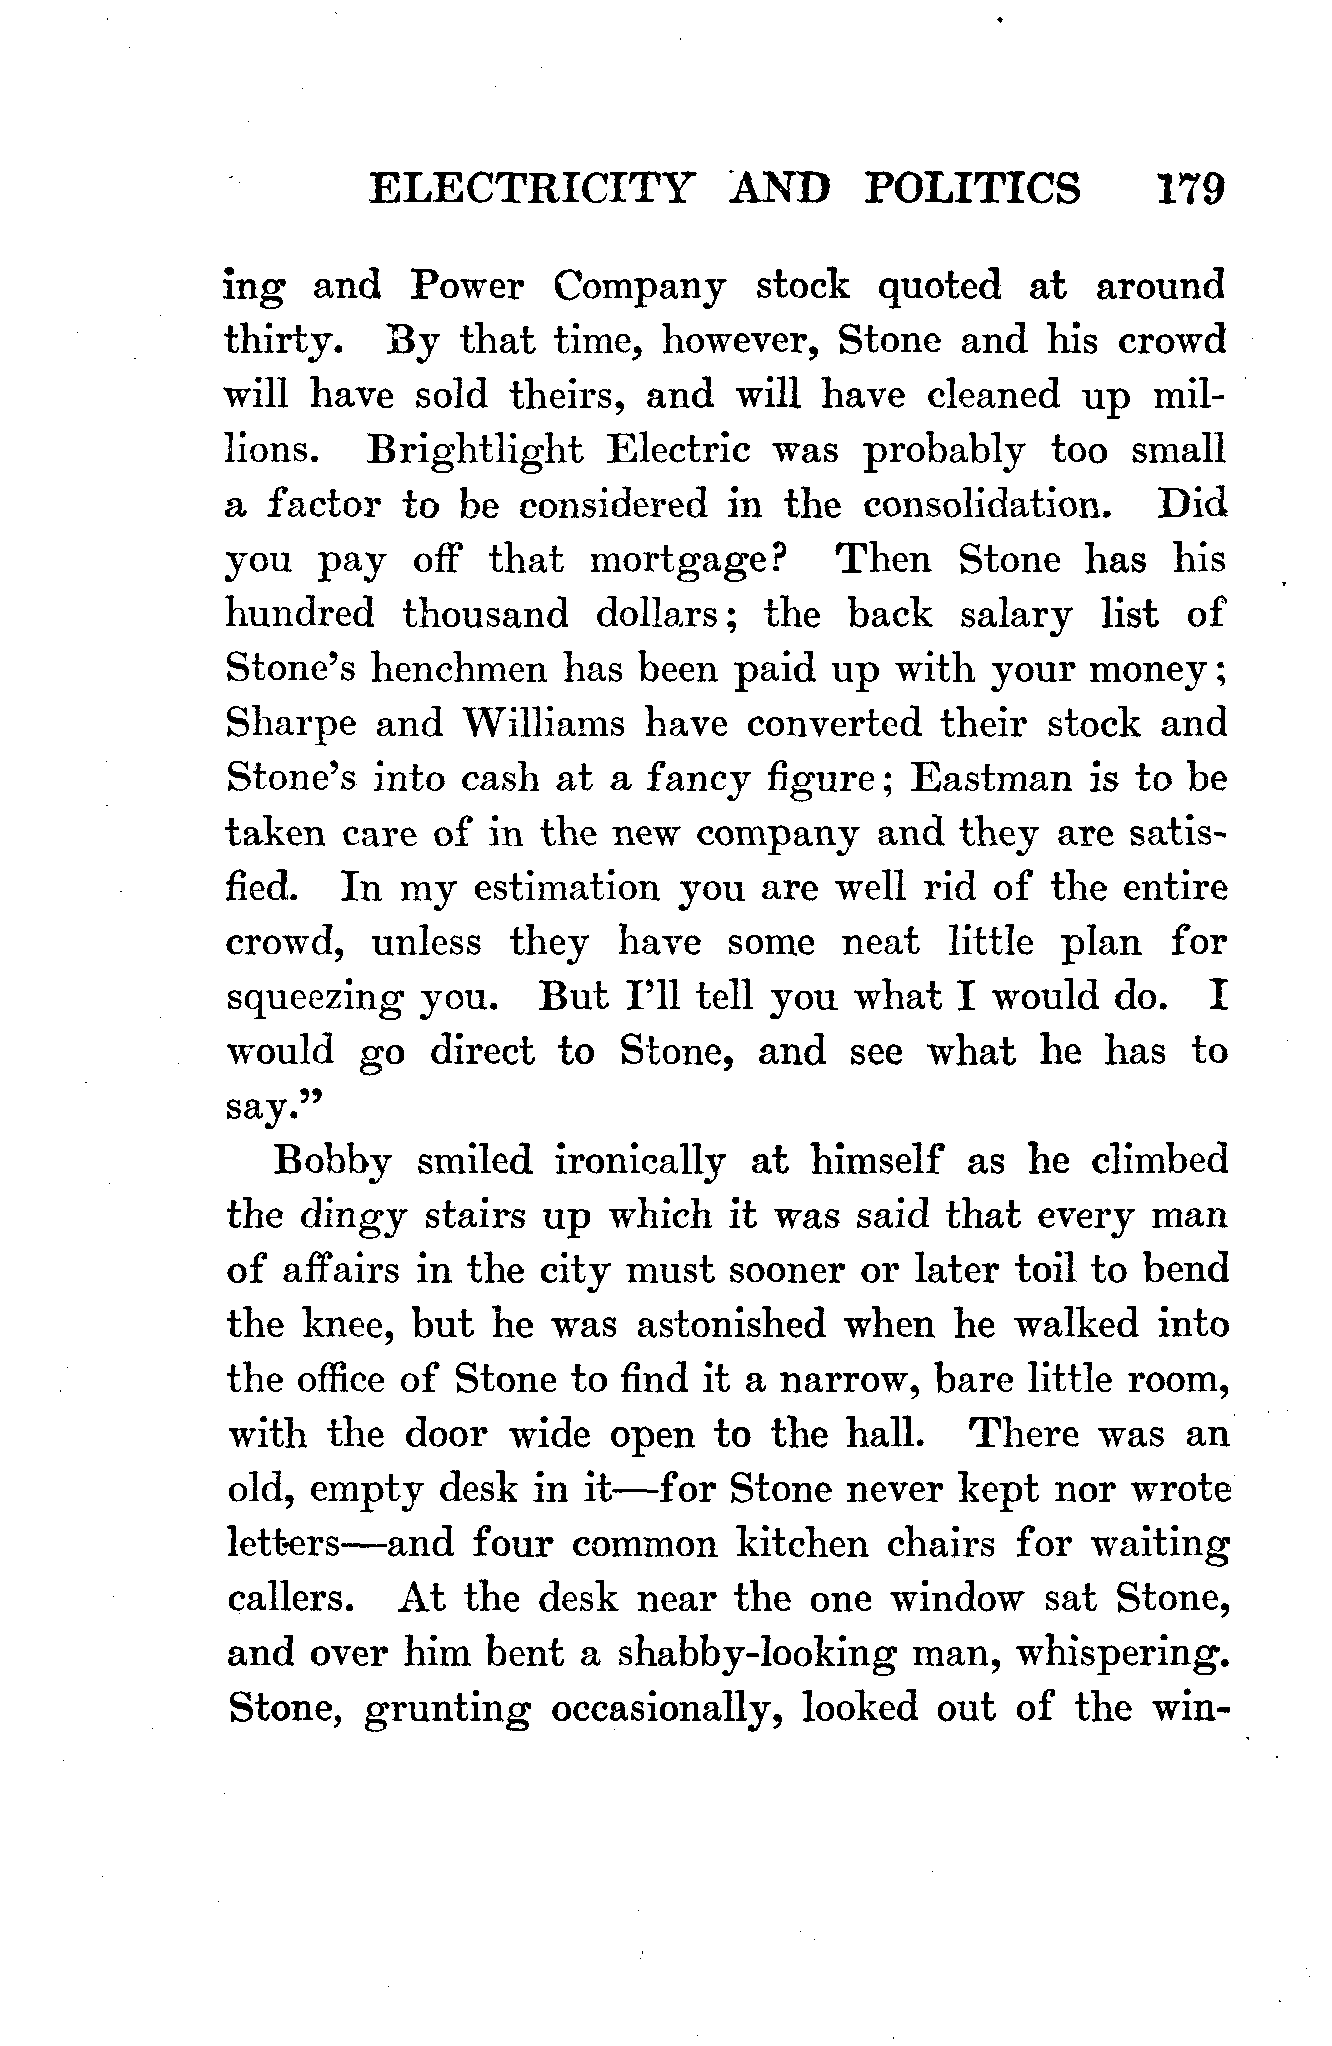 ELECTRICITY AND POLITICS 179
ing and Power Company stock quoted at around
thirty. By that time, however, Stone and his crowd
will have sold theirs, and will have cleaned up mil-
lions. Brightlight Electric was probably too small
a factor to be considered in the consolidation. Did
you pay off that mortgage? Then Stone has his
hundred thousand dollars; the back salary list of
Stone's henchmen has been paid up with your money;
Sharpe and Williams have converted their stock and
Stone's into cash at a fancy figure; Eastman is to be
taken care of in the new company and they are satis-
fied. In my estimation you are well rid of the entire
crowd, unless they have some neat little plan for
squeezing you. But I'll tell you what I would do. I
would go direct to Stone, and see what he has to
say."
Bobby smiled ironically at himself as he climbed
the dingy stairs up which it was said that every man
of affairs in the city must sooner or later toil to bend
the knee, but he was astonished when he walked into
the office of Stone to find it a narrow, bare little room,
with the door wide open to the hall. There was an
old, empty desk in it—for Stone never kept nor wrote
letters—and four common kitchen chairs for waiting
callers. At the desk near the one window sat Stone,
and over him bent a shabby-looking man, whispering.
Stone, grunting occasionally, looked out of the win-